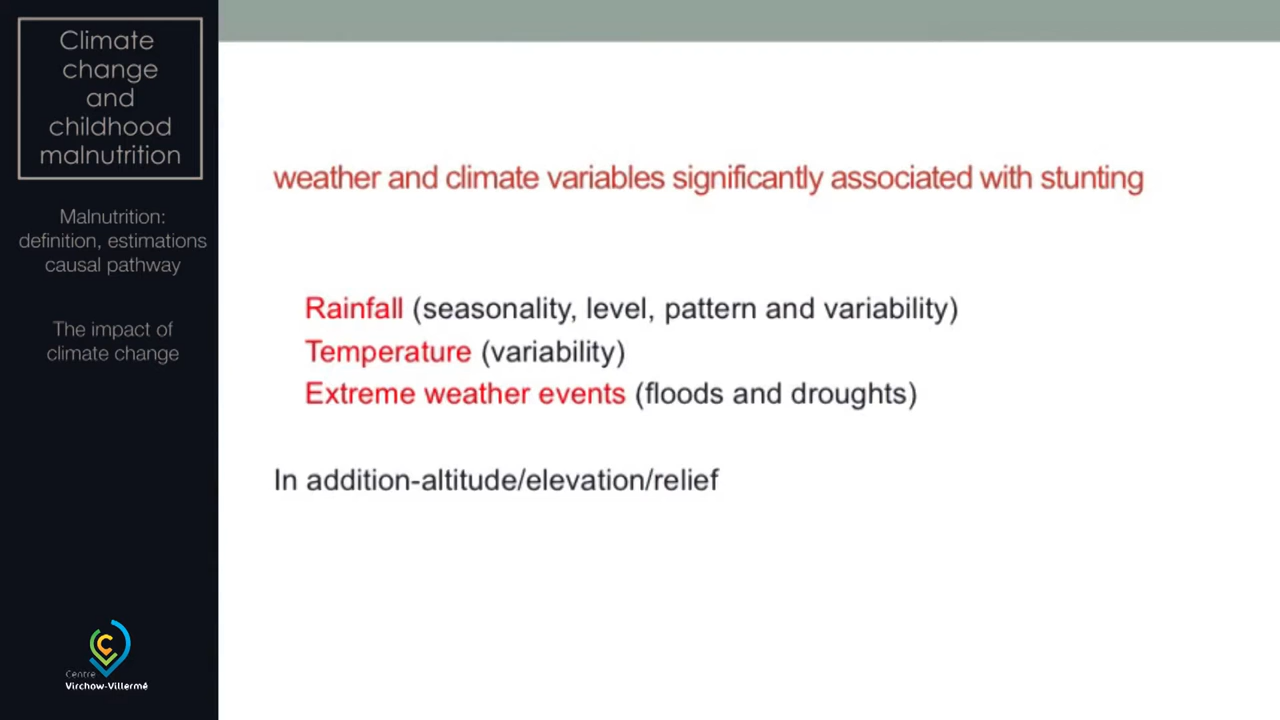 Climate
change
and
childhood
malnutrition
Malnutrition:
definition, estimations
causal pathway
The impact of
climate change
Centre
Virchow-Villermé
weather and climate variables significantly associated with stunting
Rainfall (seasonality, level, pattern and variability)
Temperature (variability)
Extreme weather events (floods and droughts)
In addition-altitude/elevation/relief